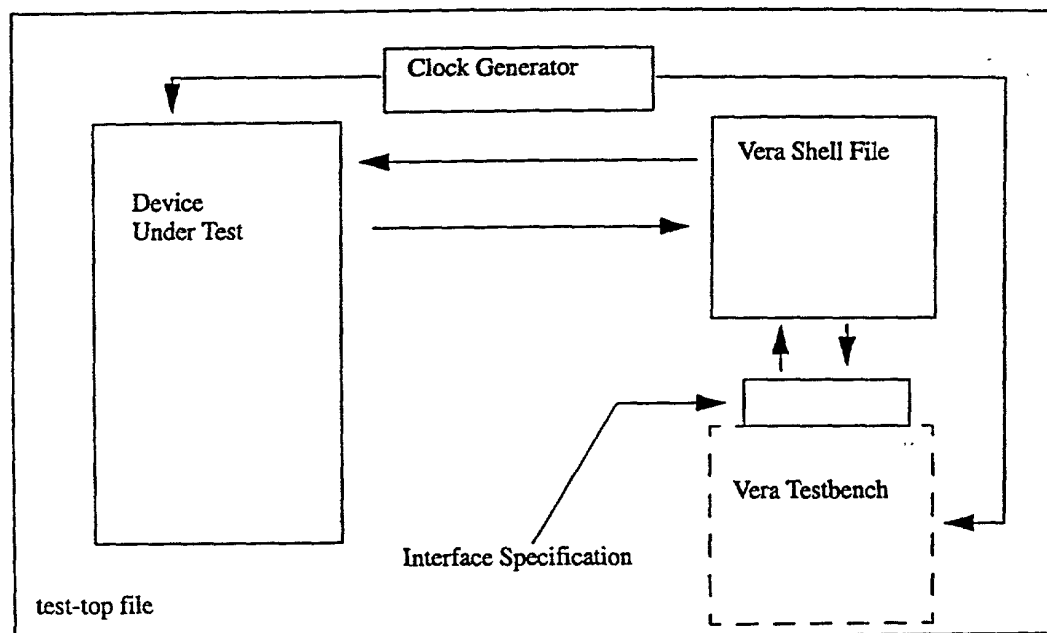 Clock Generator
Vera Shell File
Device
Under Test
Vera Testbench
Interface Specification
test-top file